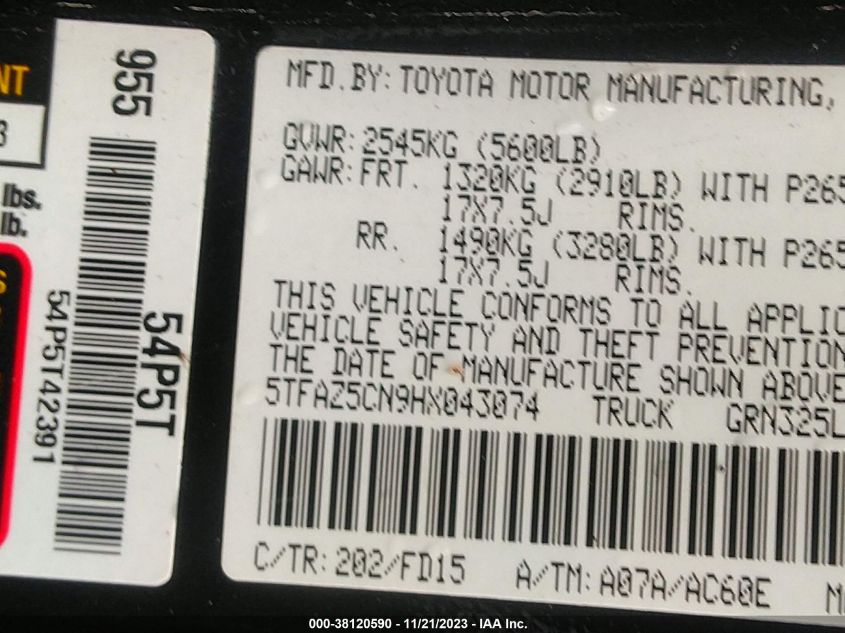 NT
3
lbs.
lb.
S
955
54P5T42391
54P5T
MFD.BY: TOYOTA MOTOR MANUFACTURING,
GVWR: 2545KG (5600LB)
GAWR: FRT. 1320KG (2910LB) WITH P265
17X7.5J RIMS.
RR. 1490KG (3280LB) WITH P265
17X7.5J RIMS.
THIS VEHICLE CONFORMS TO ALL APPLIC
VEHICLE SAFETY AND THEFT PREVENTION
THE DATE OF MANUFACTURE SHOWN ABOVE
5TFAZ5CN9HX043074 TRUCK GRN325L
C/TR: 202/FD15 A/TM: A07A/AC60E M
000-38120590 - 11/21/2023 - IAA Inc.